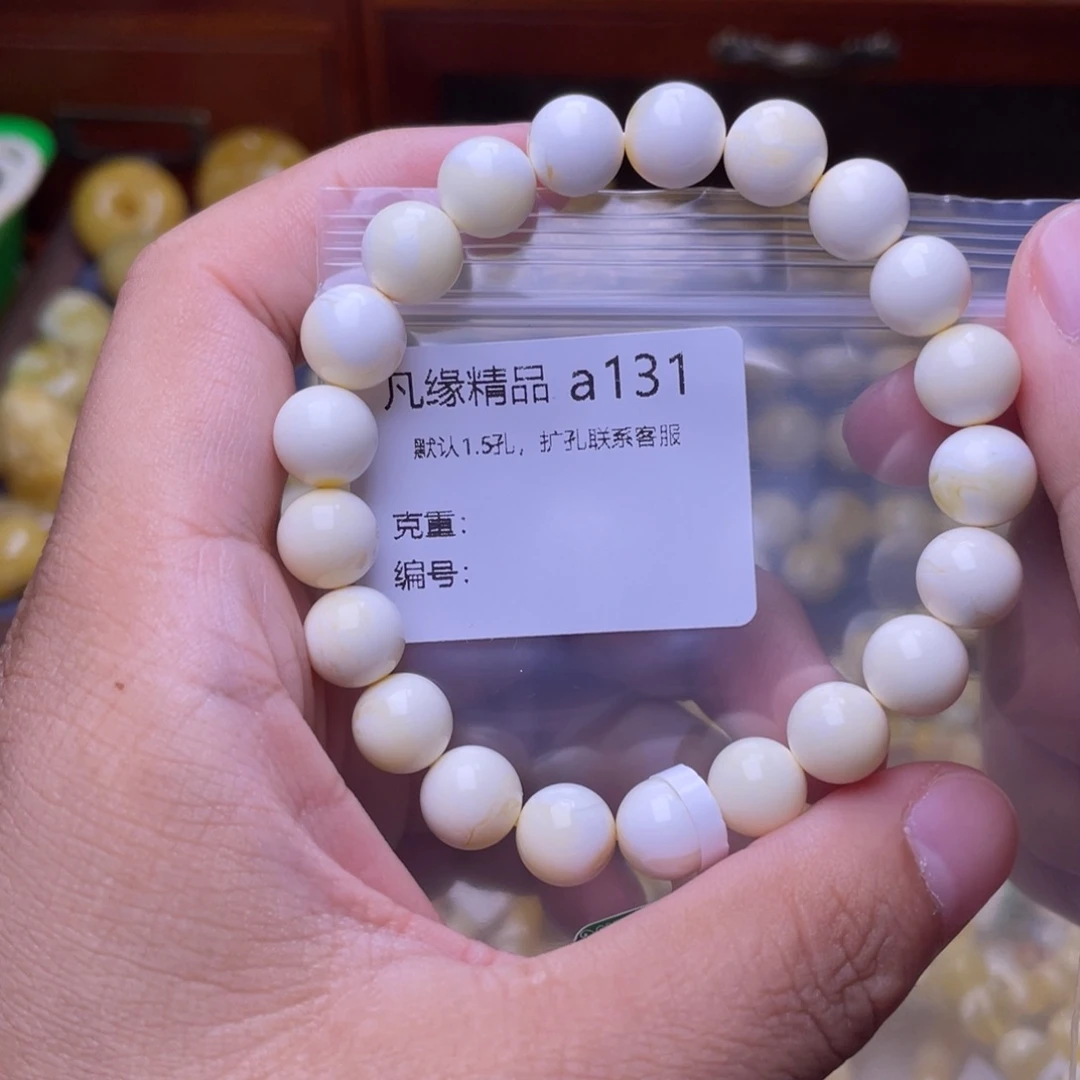 凡缘精品 a131
默认1.5孔，扩孔联系客服
克重：
编号：